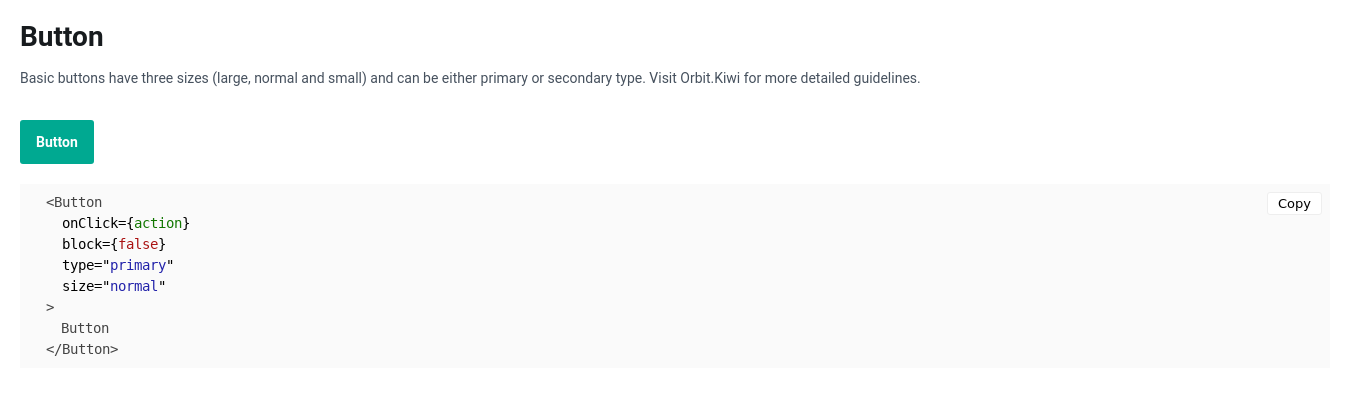 Button
Basic buttons have three sizes (large, normal and small) and can be either primary or secondary type. Visit Orbit.Kiwi for more detailed guidelines.
Button
Copy
<Button
  onClick={action}
  block={false}
  type="primary"
  size="normal"
>
  Button
</Button>